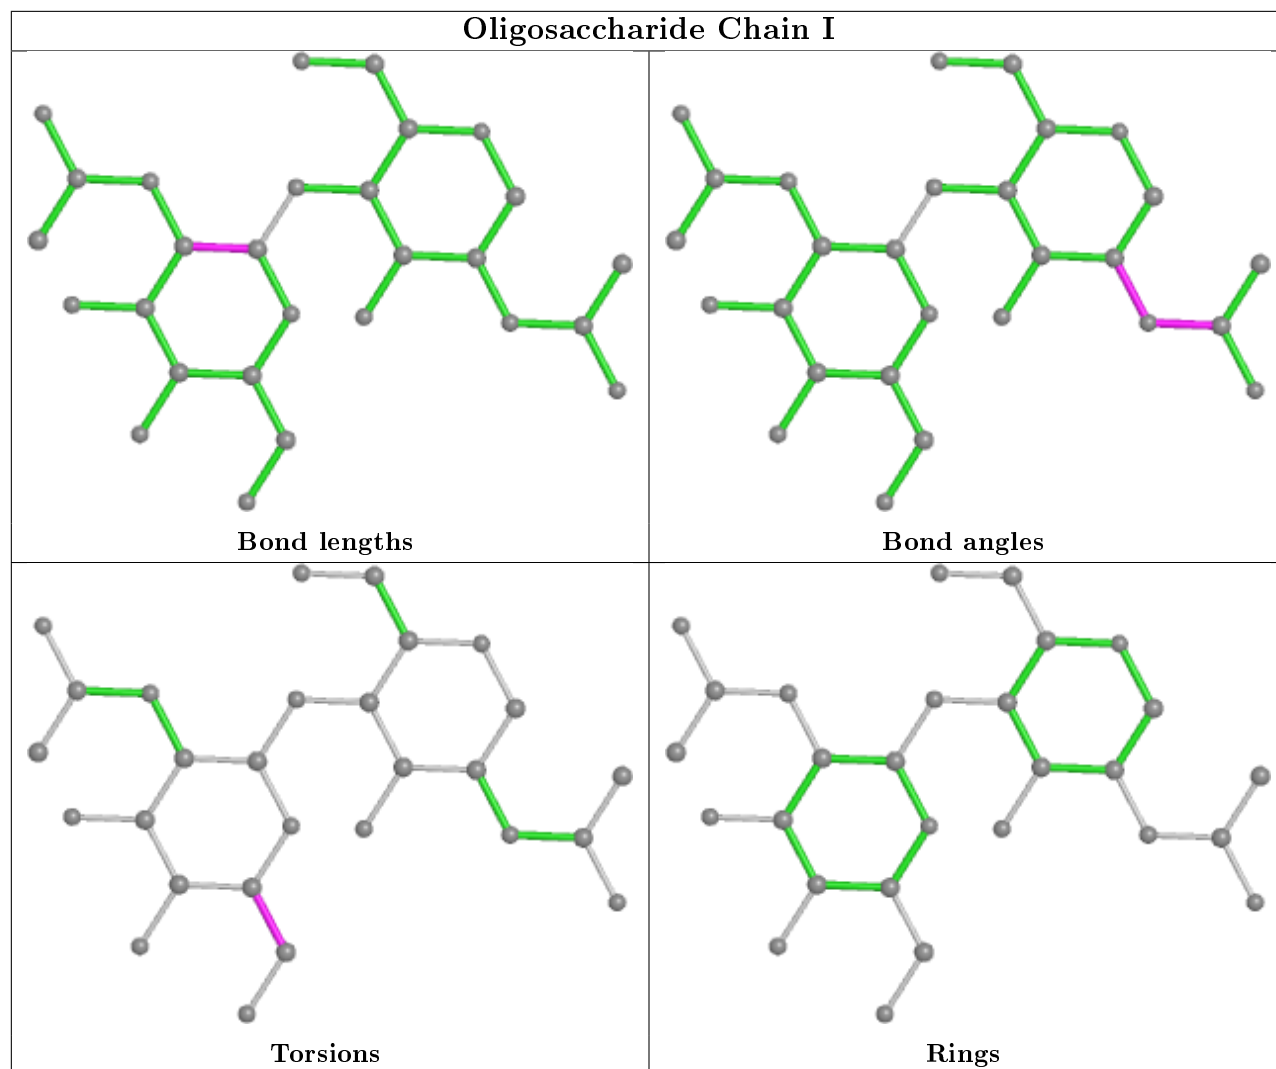 Oligosaccharide Chain I
Bond lengths
Bond angles
Torsions
Rings